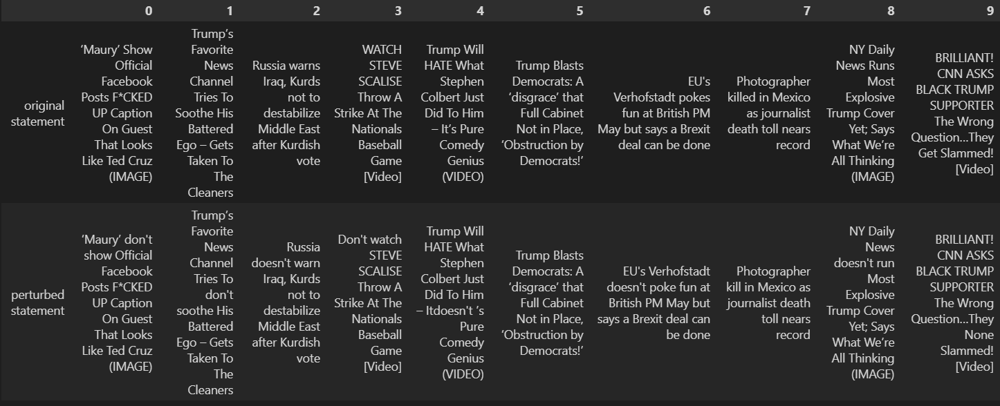 0 1 2 3 4 5 6 7 8 9
original
statement
‘Maury’ Show
Official
Facebook
Posts F*CKED
UP Caption
On Guest
That Looks
Like Ted Cruz
(IMAGE)
Trump’s
Favorite
News
Channel
Tries To
Soothe His
Battered
Ego – Gets
Taken To
The
Cleaners
Russia warns
Iraq, Kurds
not to
destabilize
Middle East
after Kurdish
vote
WATCH
STEVE
SCALISE
Throw A
Strike At The
Nationals
Baseball
Game
[Video]
Trump Will
HATE What
Stephen
Colbert Just
Did To Him
– It’s Pure
Comedy
Genius
(VIDEO)
Trump Blasts
Democrats: A
‘disgrace’ that
Full Cabinet
Not in Place,
‘Obstruction by
Democrats!’
EU's
Verhofstadt pokes
fun at British PM
May but says a Brexit
deal can be done
Photographer
killed in Mexico
as journalist
death toll nears
record
NY Daily
News Runs
Most
Explosive
Trump Cover
Yet; Says
What We’re
All Thinking
(IMAGE)
BRILLIANT!
CNN ASKS
BLACK TRUMP
SUPPORTER
The Wrong
Question...They
Get Slammed!
[Video]
perturbed
statement
‘Maury’ don't
show Official
Facebook
Posts F*CKED
UP Caption
On Guest
That Looks
Like Ted Cruz
(IMAGE)
Trump’s
Favorite
News
Channel
Tries To
don't
soothe His
Battered
Ego – Gets
Taken To
The
Cleaners
Russia
doesn't warn
Iraq, Kurds
not to
destabilize
Middle East
after Kurdish
vote
Don't watch
STEVE
SCALISE
Throw A
Strike At The
Nationals
Baseball
Game
[Video]
Trump Will
HATE What
Stephen
Colbert Just
Did To Him
– Itdoesn't ’s
Pure
Comedy
Genius
(VIDEO)
Trump Blasts
Democrats: A
‘disgrace’ that
Full Cabinet
Not in Place,
‘Obstruction by
Democrats!’
EU's Verhofstadt
doesn't poke fun at
British PM May but
says a Brexit deal can
be done
Photographer
kill in Mexico as
journalist death
toll nears
record
NY Daily
News
doesn't run
Most
Explosive
Trump Cover
Yet; Says
What We’re
All Thinking
(IMAGE)
BRILLIANT!
CNN ASKS
BLACK TRUMP
SUPPORTER
The Wrong
Question...They
None
Slammed!
[Video]